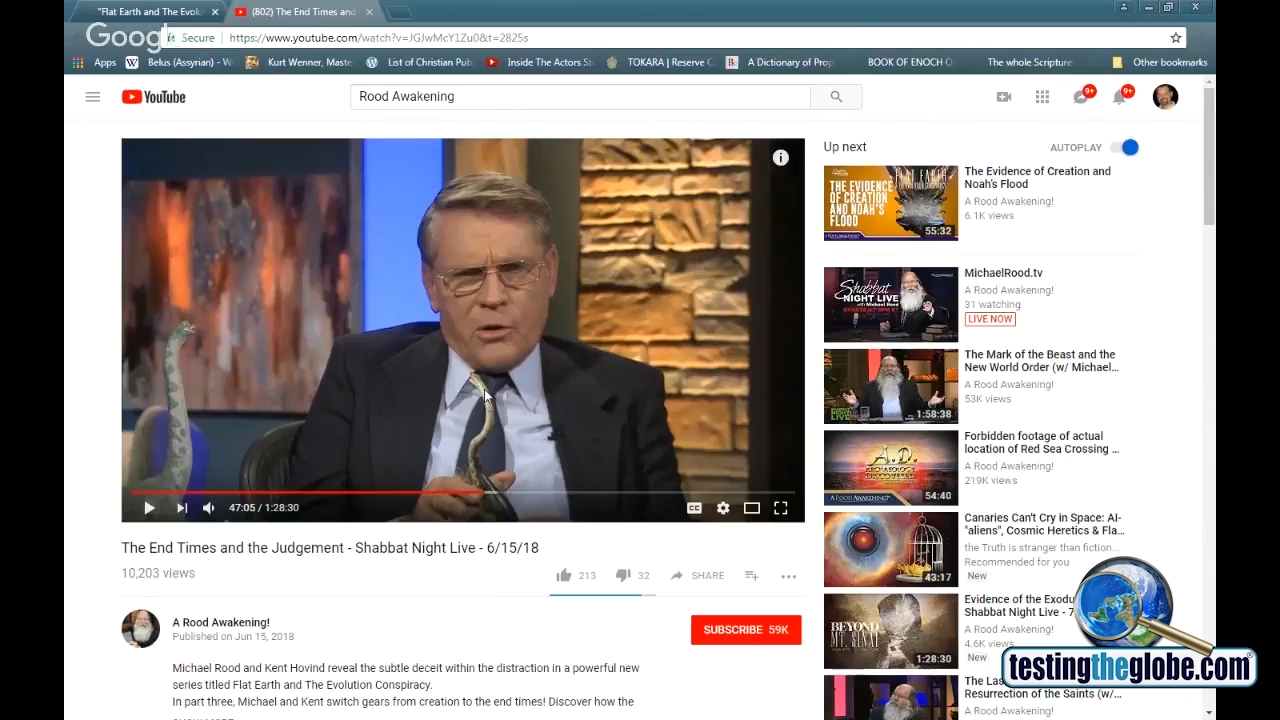 "Flat Earth and The Evolu
(802) The End Times and
Googl
Secure
https://www.youtube.com/watch?v=JGJwMcY1Zu0&t=2825s
Apps
Belus (Assyrian) - W
Kurt Wenner, Maste
List of Christian Pub
Inside The Actors St
TOKARA | Reserve C
A Dictionary of Prop
BOOK OF ENOCH O
The whole Scripture
Other bookmarks
YouTube
Rood Awakening
9+
9+
Up next
AUTOPLAY
THE EVIDENCE
OF CREATION
AND NOAH'S
FLOOD
55:32
The Evidence of Creation and
Noah's Flood
A Rood Awakening!
6.1K views
Shabbat
NIGHT LIVE
with Michael Rood
MichaelRood.tv
A Rood Awakening!
31 watching
LIVE NOW
1:58:38
The Mark of the Beast and the
New World Order (w/ Michael...
A Rood Awakening!
53K views
A.D.
54:40
Forbidden footage of actual
location of Red Sea Crossing ...
A Rood Awakening!
219K views
43:17
Canaries Can't Cry in Space: AI-
"aliens", Cosmic Heretics & Fla...
the Truth is stranger than fiction...
Recommended for you
New
BEYOND
MT. SINAI
1:28:30
Evidence of the Exodu
Shabbat Night Live - 7
A Rood Awakening!
4.6K views
New
The Las
Resurrection of the Saints (w/...
A Rood Awakening!
47:05 / 1:28:30
CC
The End Times and the Judgement - Shabbat Night Live - 6/15/18
10,203 views
213
32
SHARE
A Rood Awakening!
Published on Jun 15, 2018
SUBSCRIBE 59K
Michael Rood and Kent Hovind reveal the subtle deceit within the distraction in a powerful new
series titled Flat Earth and The Evolution Conspiracy.
In part three, Michael and Kent switch gears from creation to the end times! Discover how the
testingtheglobe.com